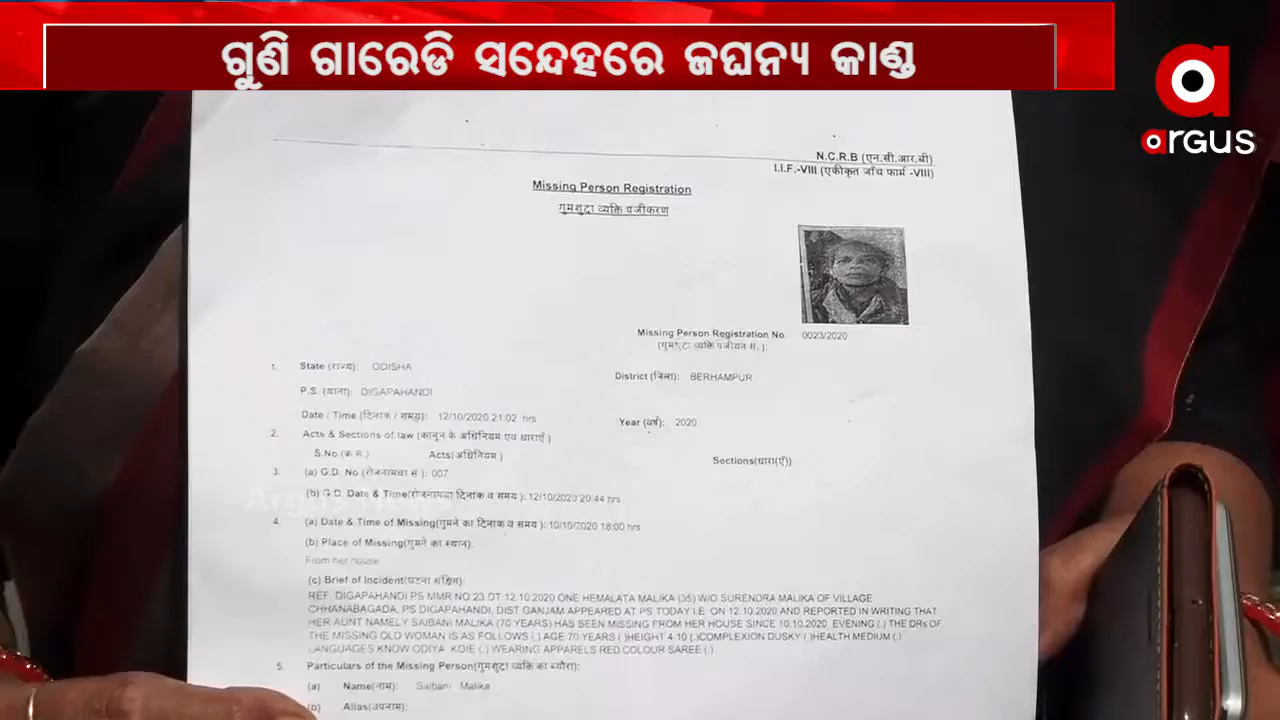 ଗୁଣି ଗାରେଡି ସନ୍ଦେହରେ ଜଘନ୍ୟ କାଣ୍ଡ
argus
N.C.R.B (एन.सी.आर.बी)
I.I.F.-VIII (एकीकृत जाँच फार्म -VIII)
Missing Person Registration
गुमशुदा व्यक्ति पंजीकरण
Missing Person Registration No. 0023/2020
(गुमशुदा व्यक्ति पंजीयन सं.):
1. State (राज्य): ODISHA District (जिला): BERHAMPUR
P.S. (थाना): DIGAPAHANDI
Date / Time (दिनांक / समय): 12/10/2020 21:02 hrs Year (वर्ष): 2020
2. Acts & Sections of law (कानून के अधिनियम एवं धाराएँ)
S.No (क्र.सं.) Acts(अधिनियम) Sections(धारा(एँ))
3. (a) G.D. No (रोजनामचा सं): 007
(b) G.D. Date & Time(रोजनामचा दिनांक व समय): 12/10/2020 20:44 hrs
Argus News
4. (a) Date & Time of Missing(गुमने का दिनांक व समय): 10/10/2020 18:00 hrs
(b) Place of Missing(गुमने का स्थान):
From her house
(c) Brief of Incident(घटना संक्षिप्त):
REF. DIGAPAHANDI PS MMR NO 23 DT 12.10.2020 ONE HEMALATA MALIKA (35) W/O SURENDRA MALIKA OF VILLAGE
CHHANABAGADA, PS DIGAPAHANDI, DIST GANJAM APPEARED AT PS TODAY I.E. ON 12.10.2020 AND REPORTED IN WRITING THAT
HER AUNT NAMELY SAIBANI MALIKA (70 YEARS) HAS BEEN MISSING FROM HER HOUSE SINCE 10.10.2020 EVENING (.) THE DRs OF
THE MISSING OLD WOMAN IS AS FOLLOWS (.) AGE 70 YEARS (.)HEIGHT 4.10 (.)COMPLEXION DUSKY (.)HEALTH MEDIUM (.)
LANGUAGES KNOW ODIYA KOIE (.) WEARING APPARELS RED COLOUR SAREE (.)
5. Particulars of the Missing Person(गुमशुदा व्यक्ति का ब्यौरा):
(a) Name(नाम): Saibani Malika
(b) Alias(उपनाम):